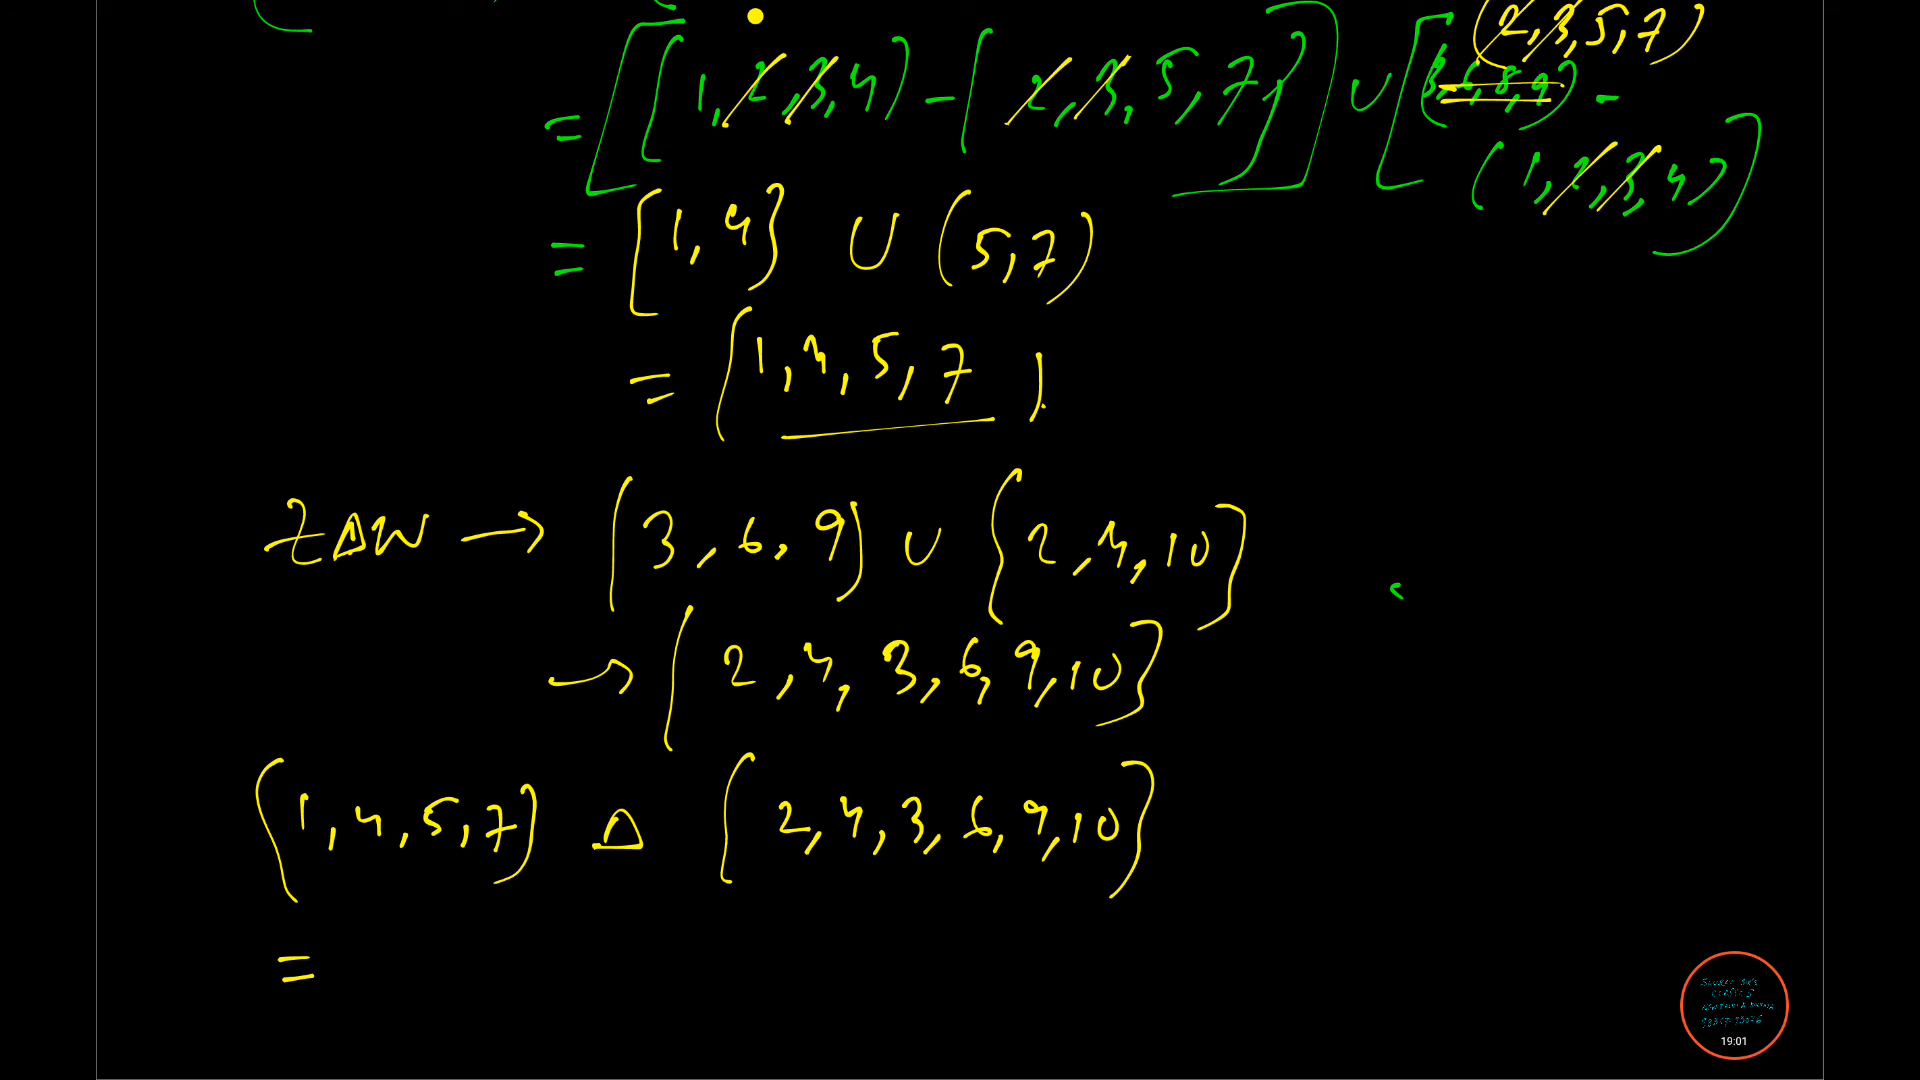 (2, 3, 5, 7)
= [[1, 2, 3, 4) - (2, 3, 5, 7}] ∪ [(3, 6, 8, 9) -
(1, 2, 3, 4)]
= [1, 4} ∪ (5, 7)
= (1, 4, 5, 7).
Z Δ W → [3, 6, 9] ∪ {2, 4, 10}
→ {2, 4, 3, 6, 9, 10}
{1, 4, 5, 7} Δ {2, 4, 3, 6, 9, 10}
=
19:01